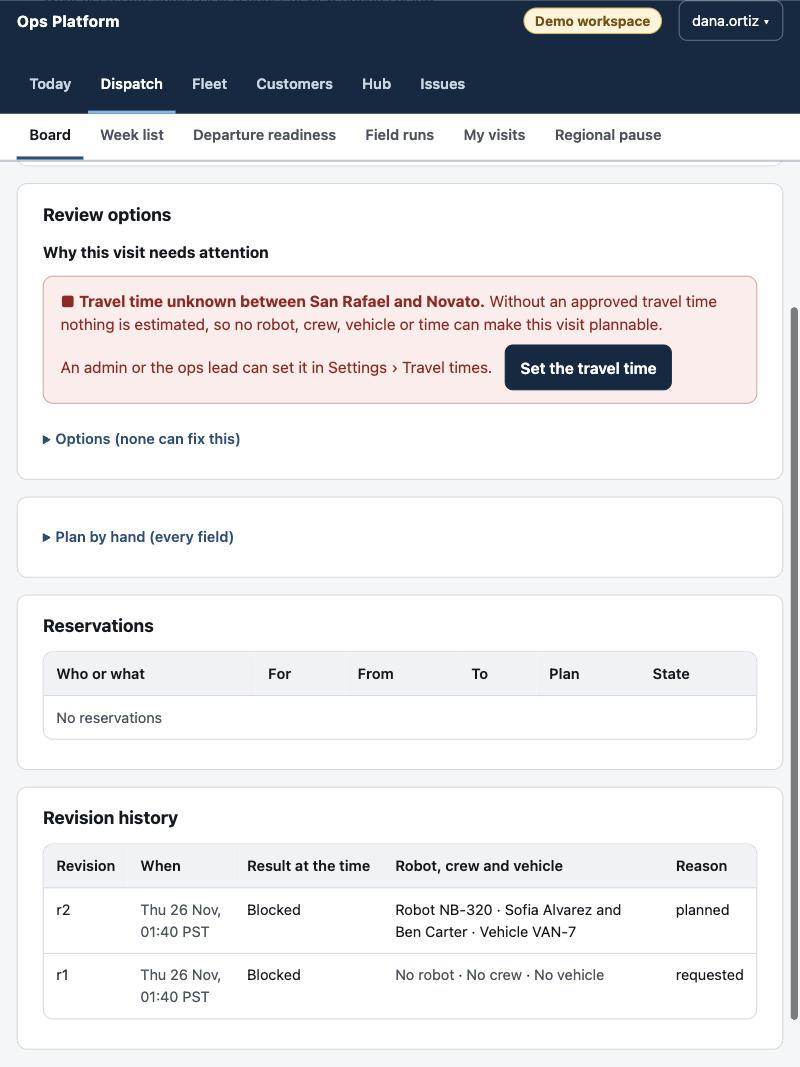 Ops Platform
Demo workspace
dana.ortiz ▾
Today Dispatch Fleet Customers Hub Issues
Board Week list Departure readiness Field runs My visits Regional pause
Review options
Why this visit needs attention
Travel time unknown between San Rafael and Novato. Without an approved travel time
nothing is estimated, so no robot, crew, vehicle or time can make this visit plannable.
An admin or the ops lead can set it in Settings › Travel times. Set the travel time
▶ Options (none can fix this)
▶ Plan by hand (every field)
Reservations
Who or what For From To Plan State
No reservations
Revision history
Revision When Result at the time Robot, crew and vehicle Reason
r2 Thu 26 Nov, Blocked Robot NB-320 · Sofia Alvarez and planned
01:40 PST Ben Carter · Vehicle VAN-7
r1 Thu 26 Nov, Blocked No robot · No crew · No vehicle requested
01:40 PST